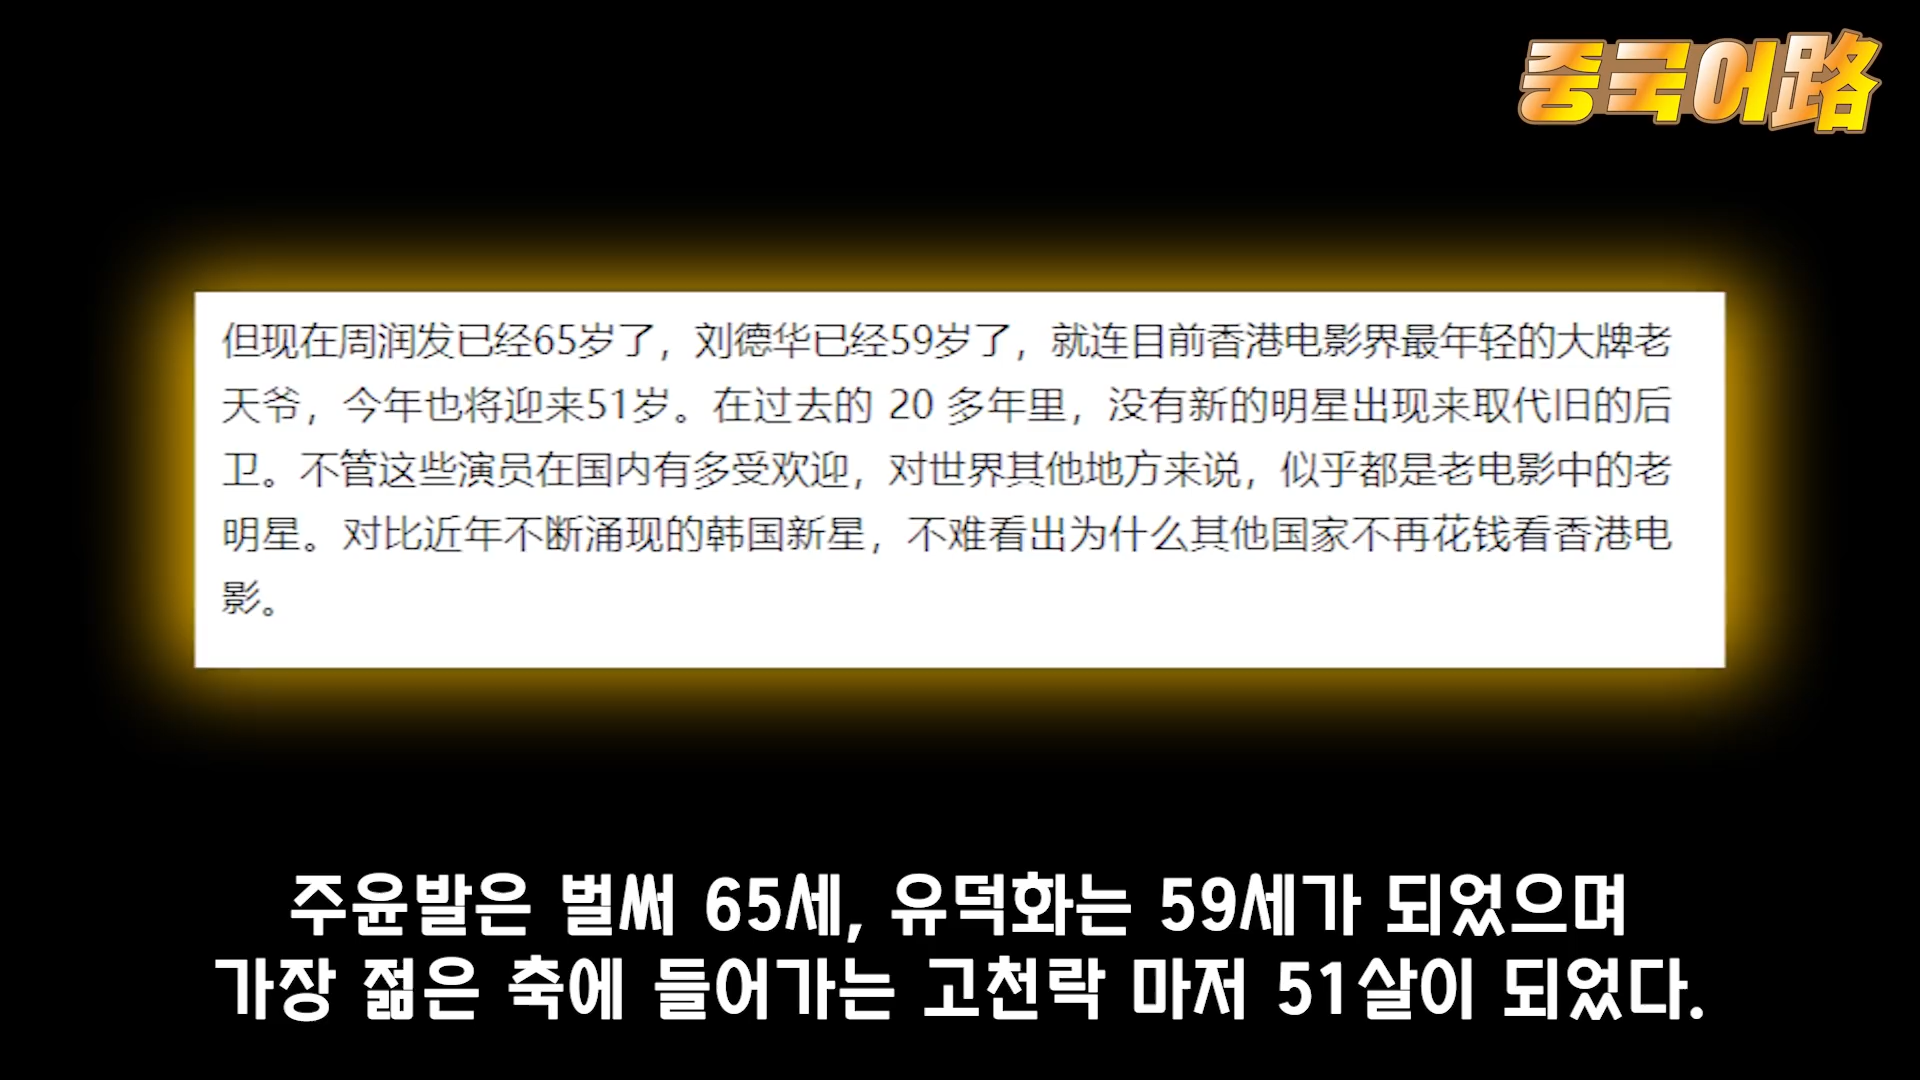 중국어路
但现在周润发已经65岁了，刘德华已经59岁了，就连目前香港电影界最年轻的大牌老
天爷，今年也将迎来51岁。在过去的 20 多年里，没有新的明星出现来取代旧的后
卫。不管这些演员在国内有多受欢迎，对世界其他地方来说，似乎都是老电影中的老
明星。对比近年不断涌现的韩国新星，不难看出为什么其他国家不再花钱看香港电
影。
주윤발은 벌써 65세, 유덕화는 59세가 되었으며
가장 젊은 축에 들어가는 고천락 마저 51살이 되었다.